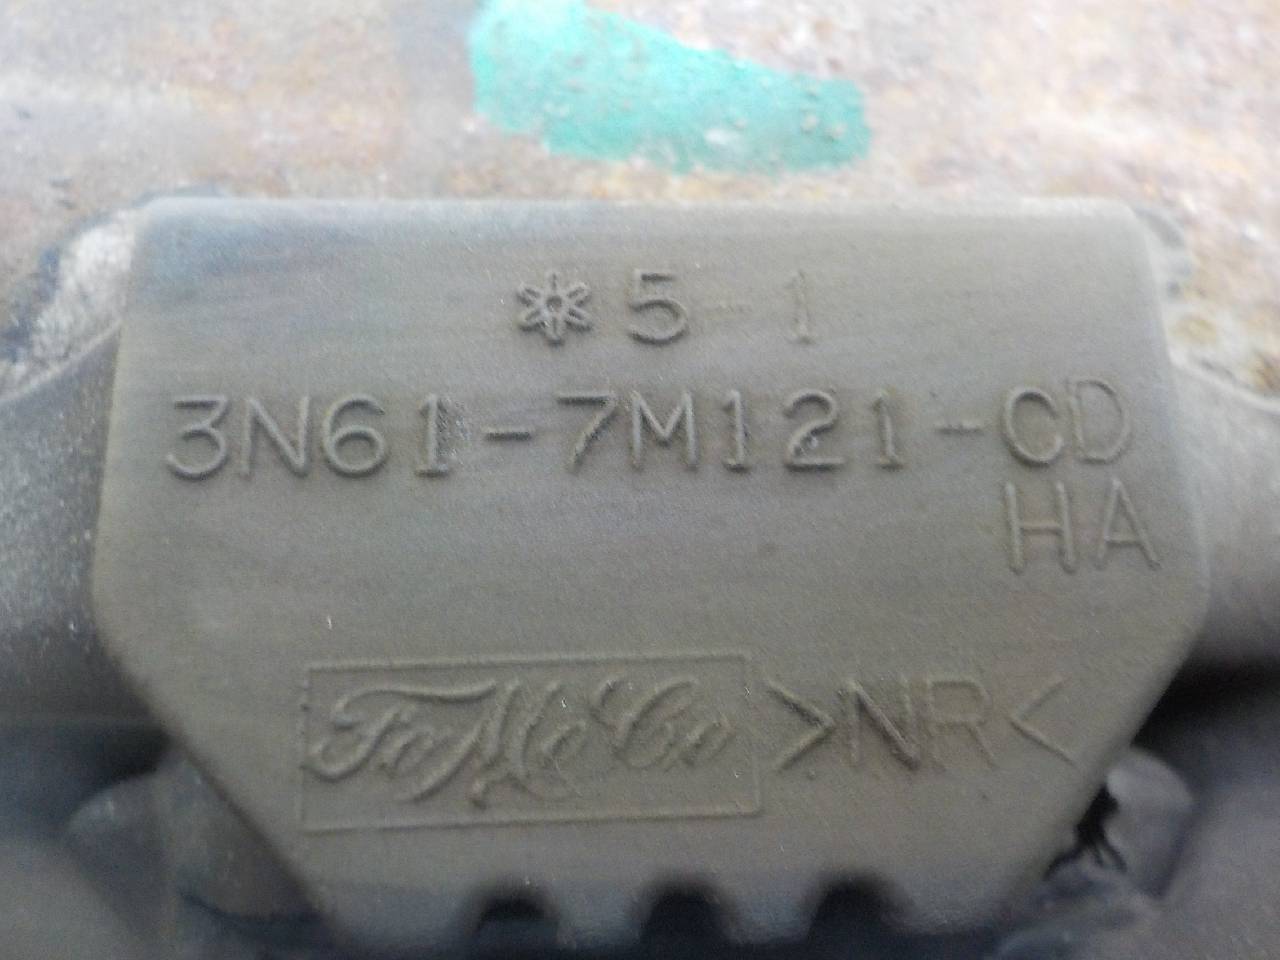 *5-1
3N61-7M121-CD
HA
FoMoCo >NR<